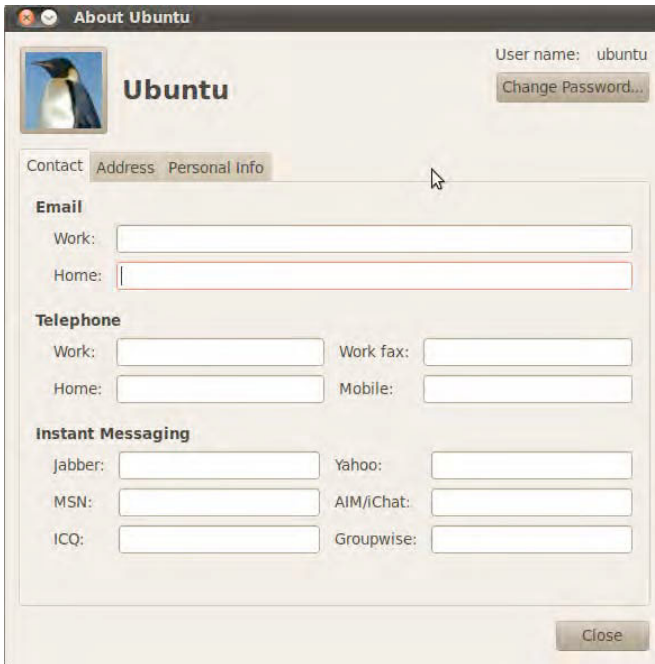 About Ubuntu
User name: ubuntu
Ubuntu
Change Password...
Contact Address Personal Info
Email
Work:
Home:
Telephone
Work: Work fax:
Home: Mobile:
Instant Messaging
Jabber: Yahoo:
MSN: AIM/iChat:
ICQ: Groupwise:
Close